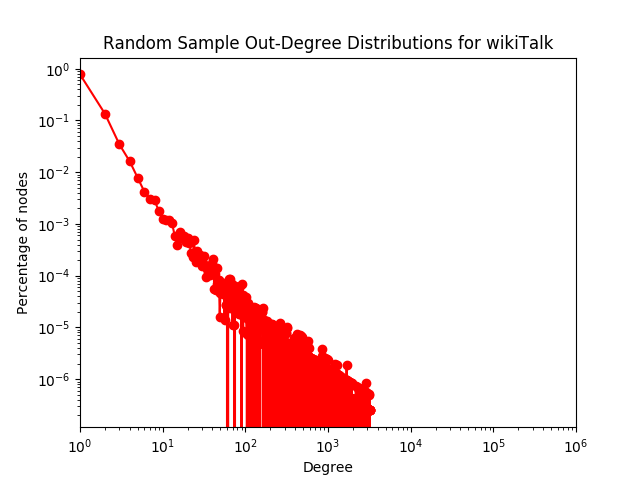 Random Sample Out-Degree Distributions for wikiTalk
Percentage of nodes
10^0
10^-1
10^-2
10^-3
10^-4
10^-5
10^-6
10^0 10^1 10^2 10^3 10^4 10^5 10^6
Degree